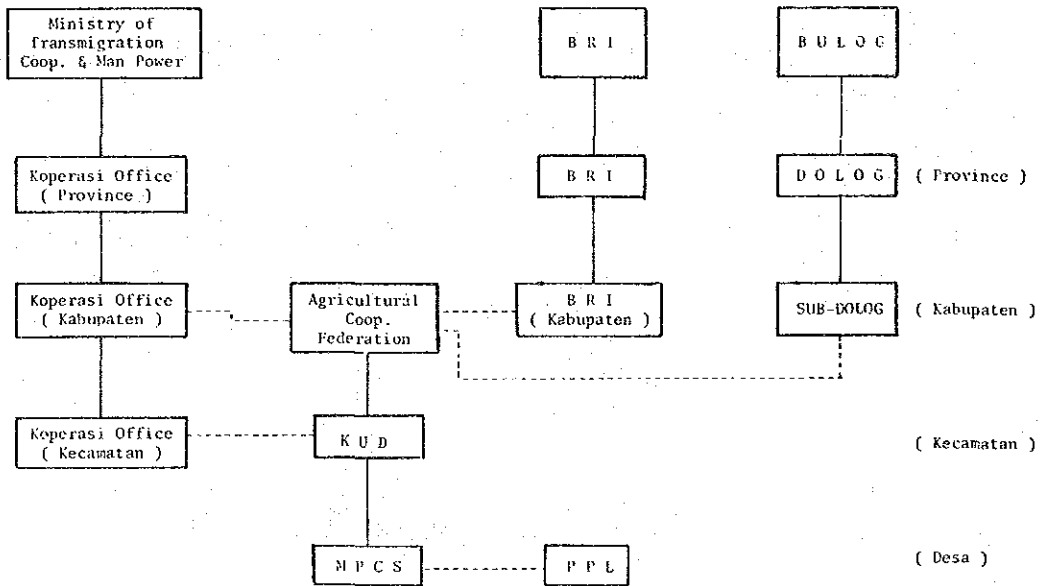 Ministry of
Transmigration
Coop. & Man Power
B R I
B U L O G
Koperasi Office
( Province )
B R I
D O L O G
( Province )
Koperasi Office
( Kabupaten )
Agricultural
Coop.
Federation
B R I
( Kabupaten )
SUB-DOLOG
( Kabupaten )
Koperasi Office
( Kecamatan )
K U D
( Kecamatan )
M P C S
P P L
( Desa )